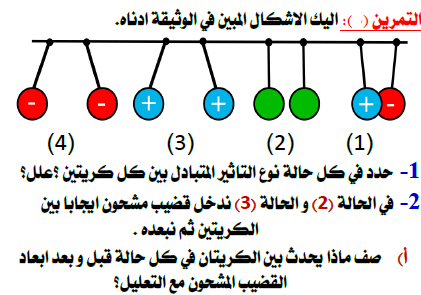 التمرين ( ): اليك الاشكال المبين في الوثيقة ادناه.
- - + + + -
(4) (3) (2) (1)
1- حدد في كل حالة نوع التاثير المتبادل بين كل كريتين ؟علل؟
2- في الحالة (2) و الحالة (3) ندخل قضيب مشحون ايجابا بين
الكريتين ثم نبعده .
أ) صف ماذا يحدث بين الكريتان في كل حالة قبل و بعد ابعاد
القضيب المشحون مع التعليل؟